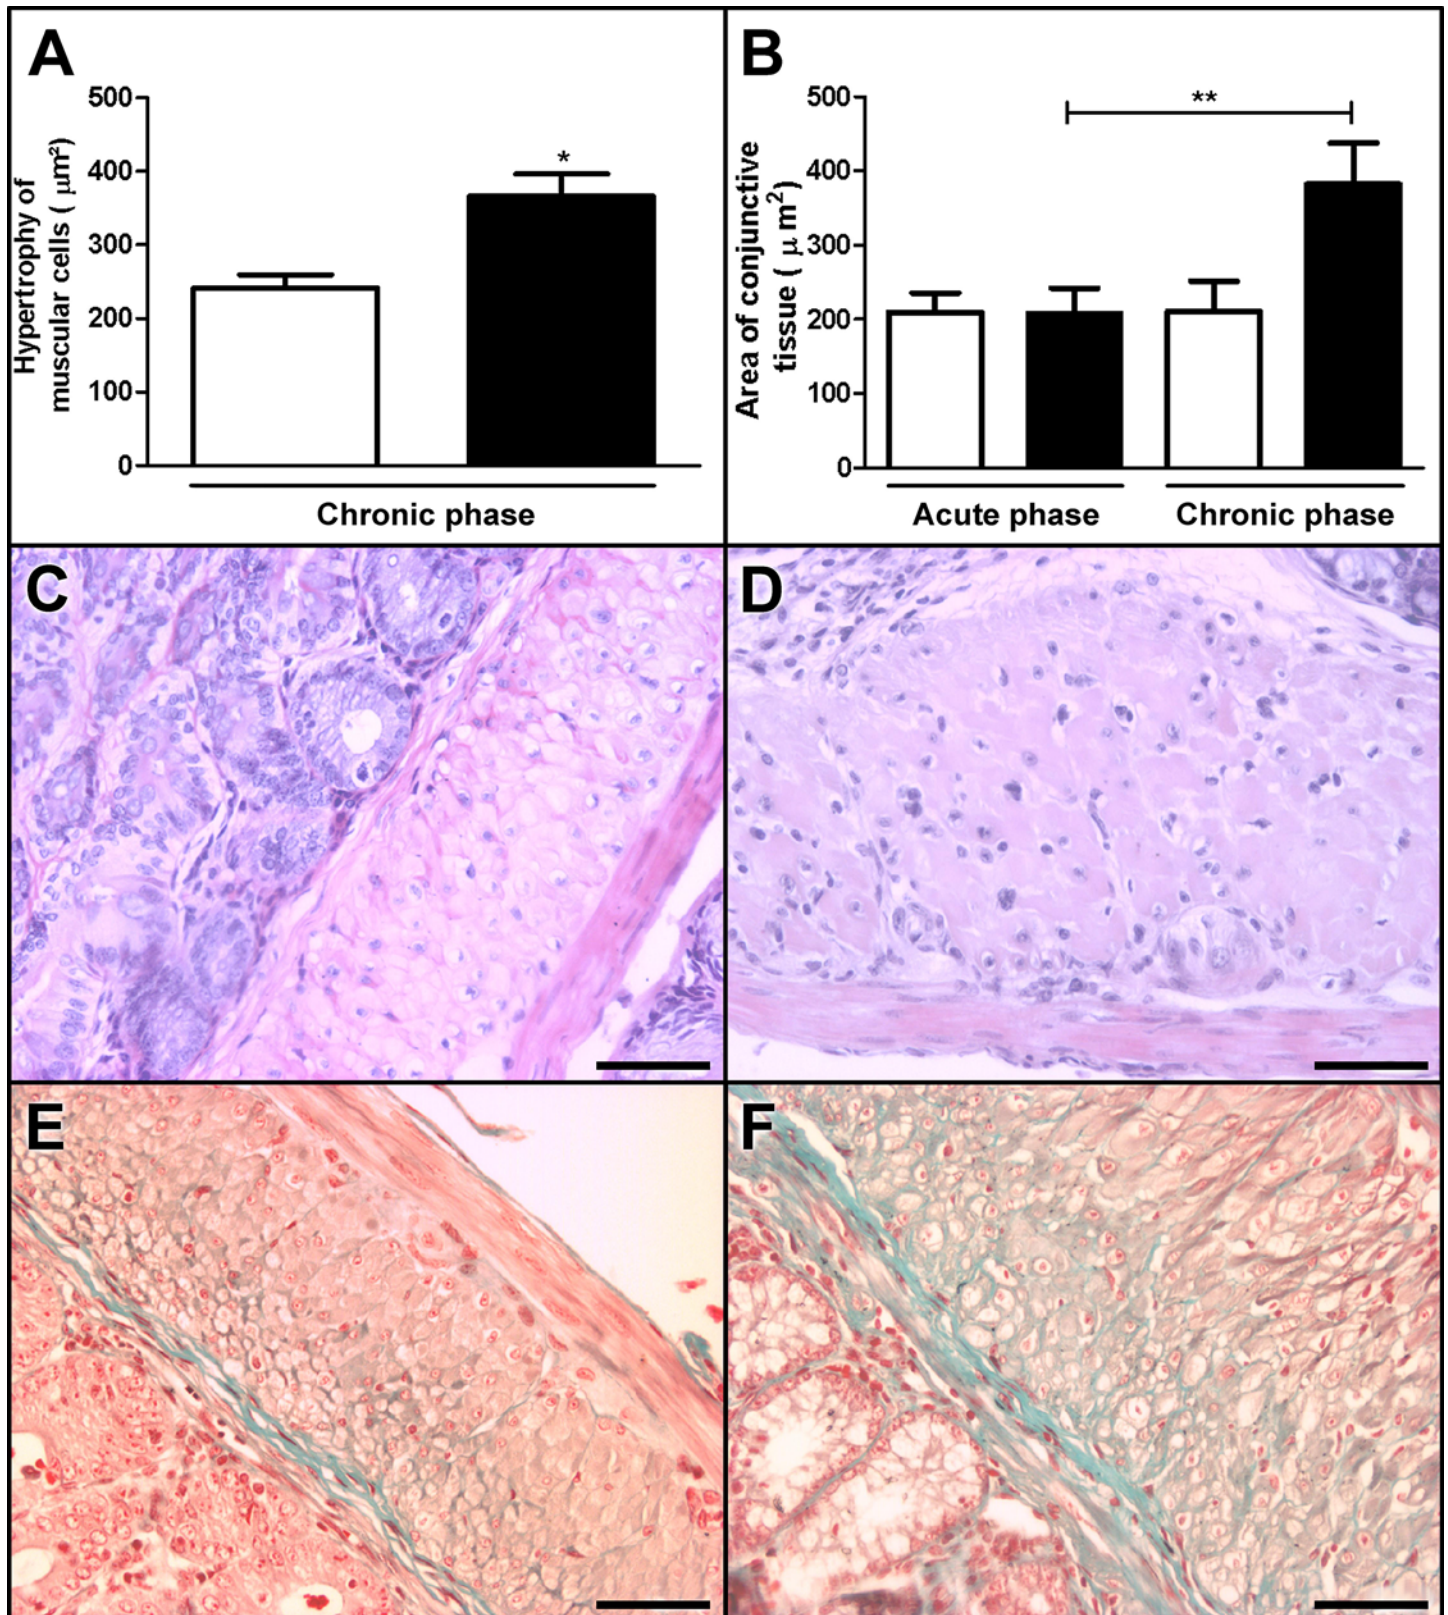 A
Hypertrophy of
muscular cells ( µm²)
500
400
300
200
100
0
*
Chronic phase
B
Area of conjunctive
tissue ( µ m²)
500
400
300
200
100
0
**
Acute phase
Chronic phase
C
D
E
F